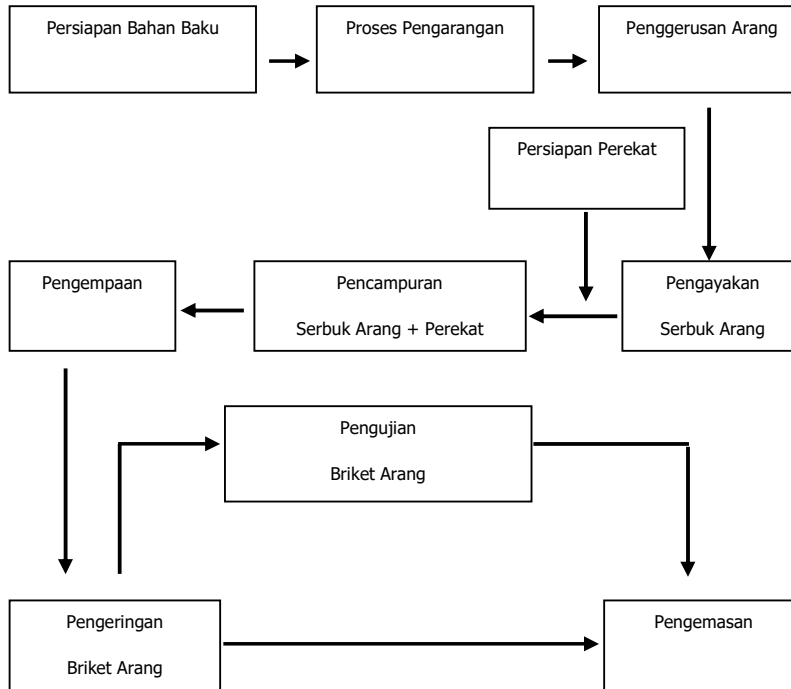 Persiapan Bahan Baku
Proses Pengarangan
Penggerusan Arang
Persiapan Perekat
Pengempaan
Pencampuran
Serbuk Arang + Perekat
Pengayakan
Serbuk Arang
Pengujian
Briket Arang
Pengeringan
Briket Arang
Pengemasan